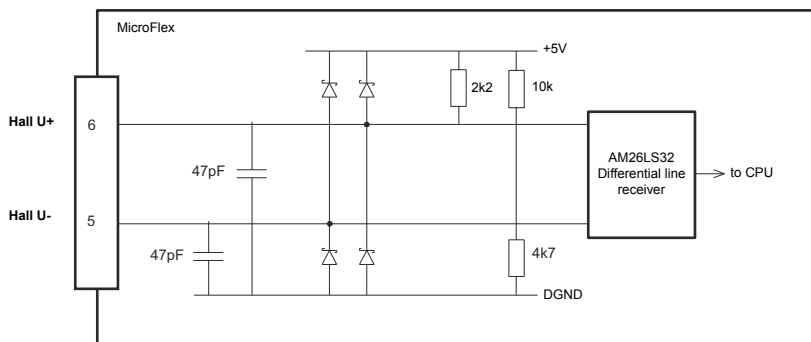 MicroFlex
+5V
2k2
10k
Hall U+
6
AM26LS32
Differential line
receiver
to CPU
47pF
Hall U-
5
47pF
4k7
DGND